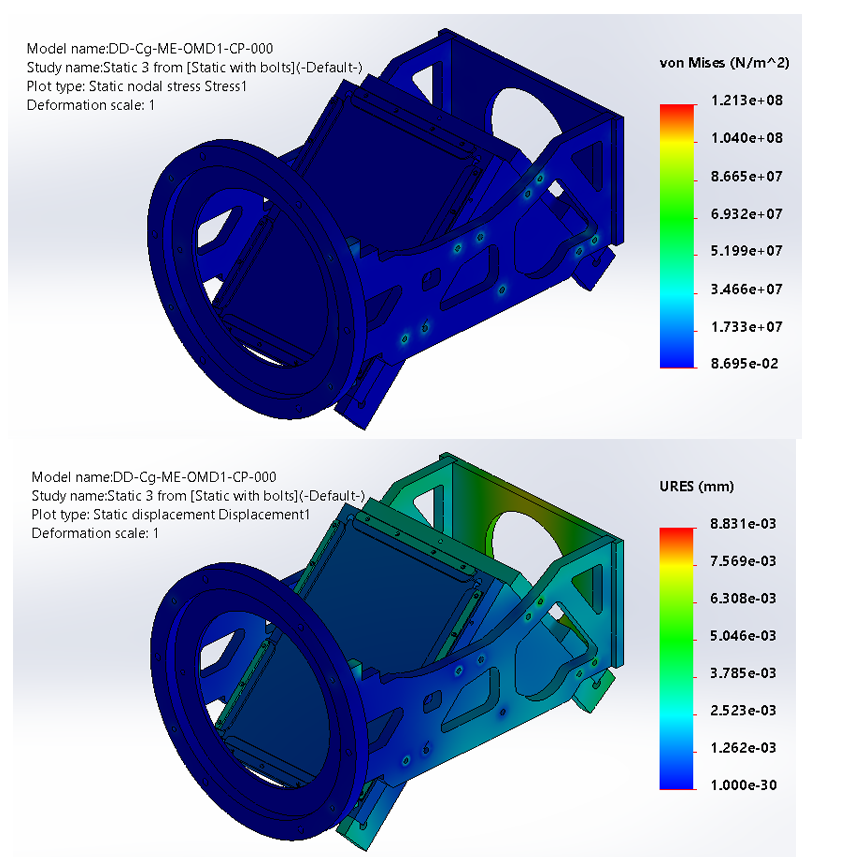 Model name:DD-Cg-ME-OMD1-CP-000
Study name:Static 3 from [Static with bolts](-Default-)
Plot type: Static nodal stress Stress1
Deformation scale: 1
von Mises (N/m^2)
1.213e+08
1.040e+08
8.665e+07
6.932e+07
5.199e+07
3.466e+07
1.733e+07
8.695e-02
Model name:DD-Cg-ME-OMD1-CP-000
Study name:Static 3 from [Static with bolts](-Default-)
Plot type: Static displacement Displacement1
Deformation scale: 1
URES (mm)
8.831e-03
7.569e-03
6.308e-03
5.046e-03
3.785e-03
2.523e-03
1.262e-03
1.000e-30